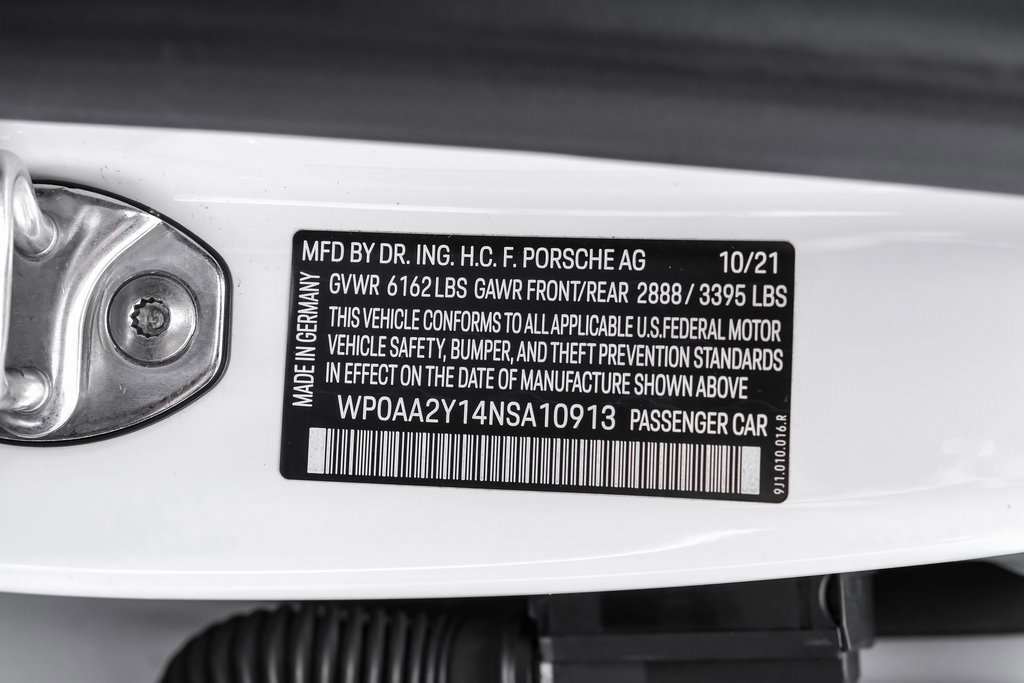 MFD BY DR. ING. H.C. F. PORSCHE AG 10/21
GVWR 6162 LBS GAWR FRONT/REAR 2888 / 3395 LBS
THIS VEHICLE CONFORMS TO ALL APPLICABLE U.S.FEDERAL MOTOR
VEHICLE SAFETY, BUMPER, AND THEFT PREVENTION STANDARDS
IN EFFECT ON THE DATE OF MANUFACTURE SHOWN ABOVE
WP0AA2Y14NSA10913 PASSENGER CAR
MADE IN GERMANY
9J1.010.016.R